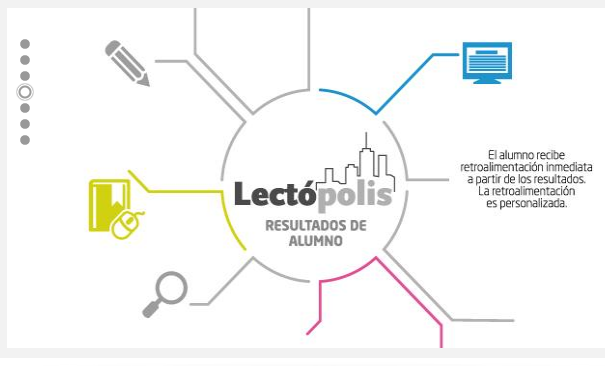 Lectópolis
RESULTADOS DE
ALUMNO
El alumno recibe
retroalimentación inmediata
a partir de los resultados.
La retroalimentación
es personalizada.